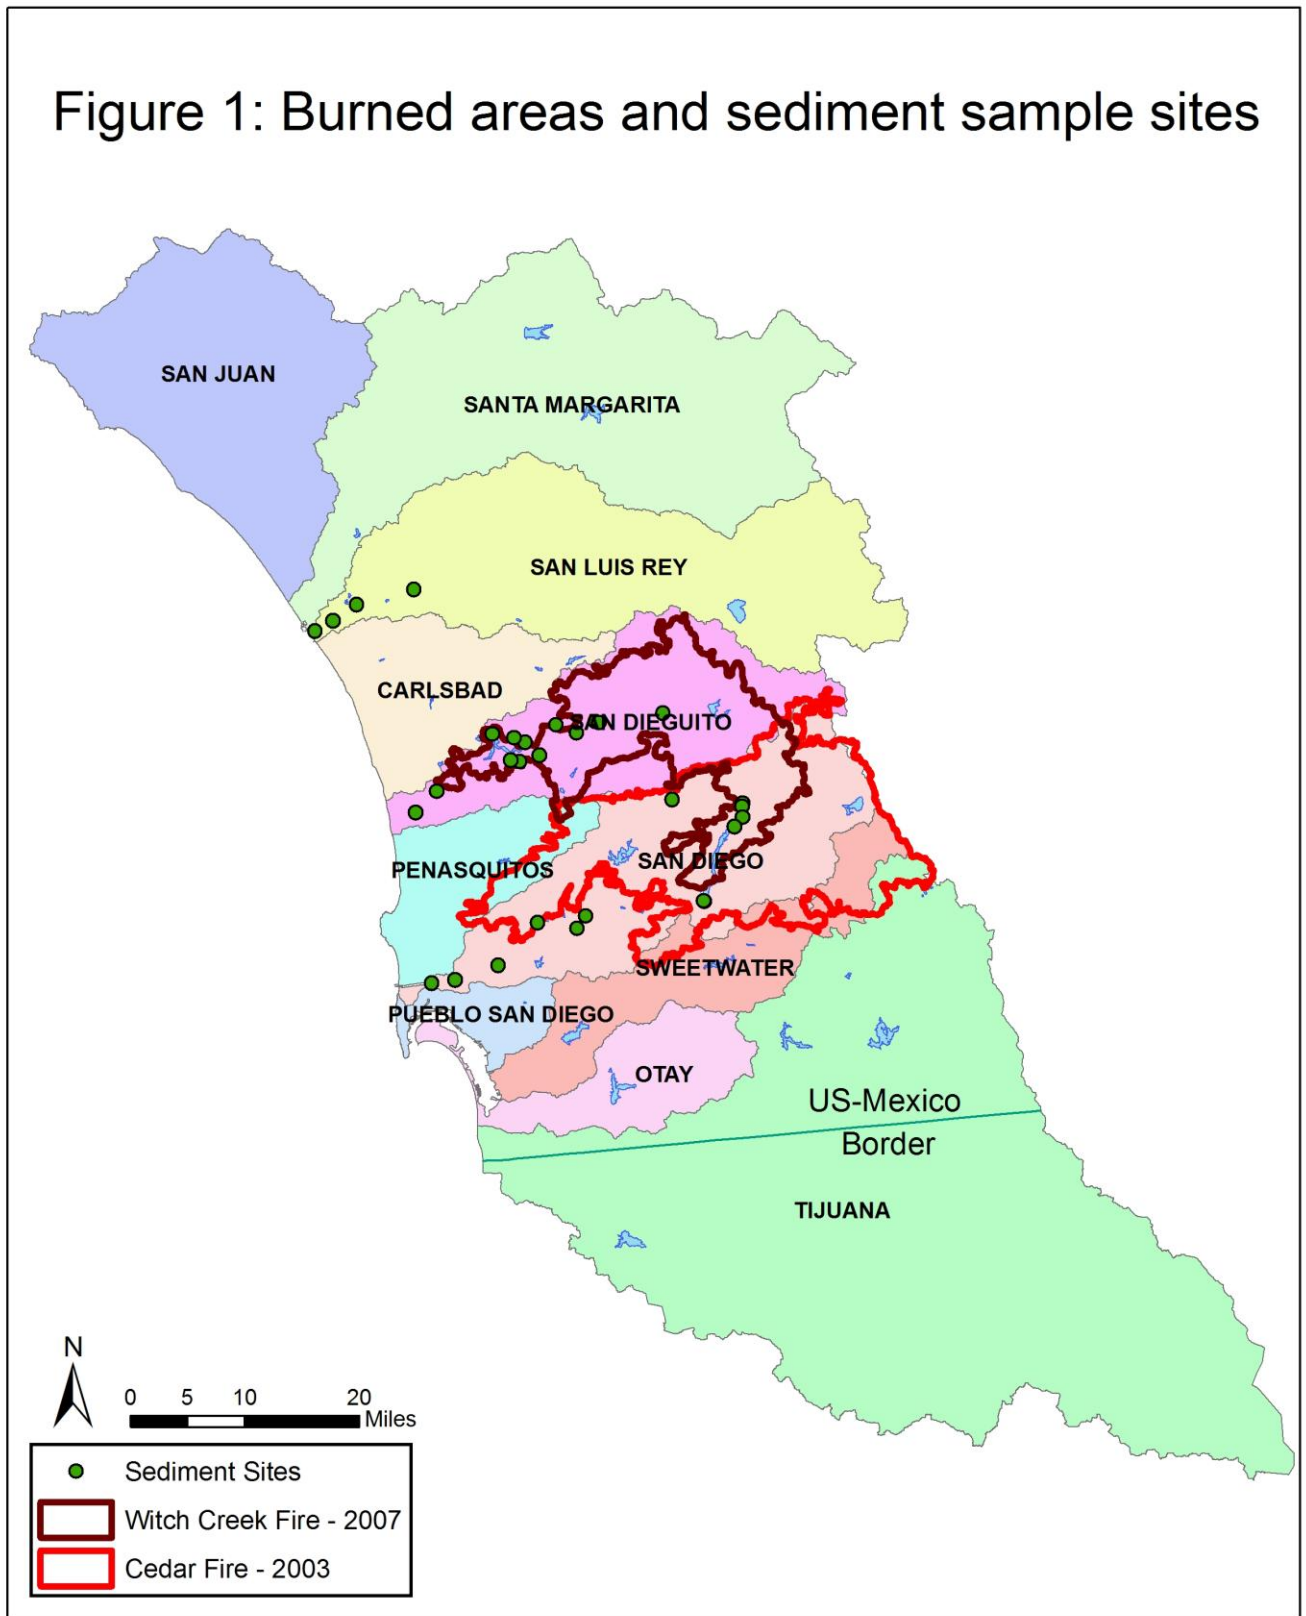 Figure 1: Burned areas and sediment sample sites
SAN JUAN
SANTA MARGARITA
SAN LUIS REY
CARLSBAD
SAN DIEGUITO
PENASQUITOS
SAN DIEGO
SWEETWATER
PUEBLO SAN DIEGO
OTAY
US-Mexico
Border
TIJUANA
N
0 5 10 20
Miles
Sediment Sites
Witch Creek Fire - 2007
Cedar Fire - 2003